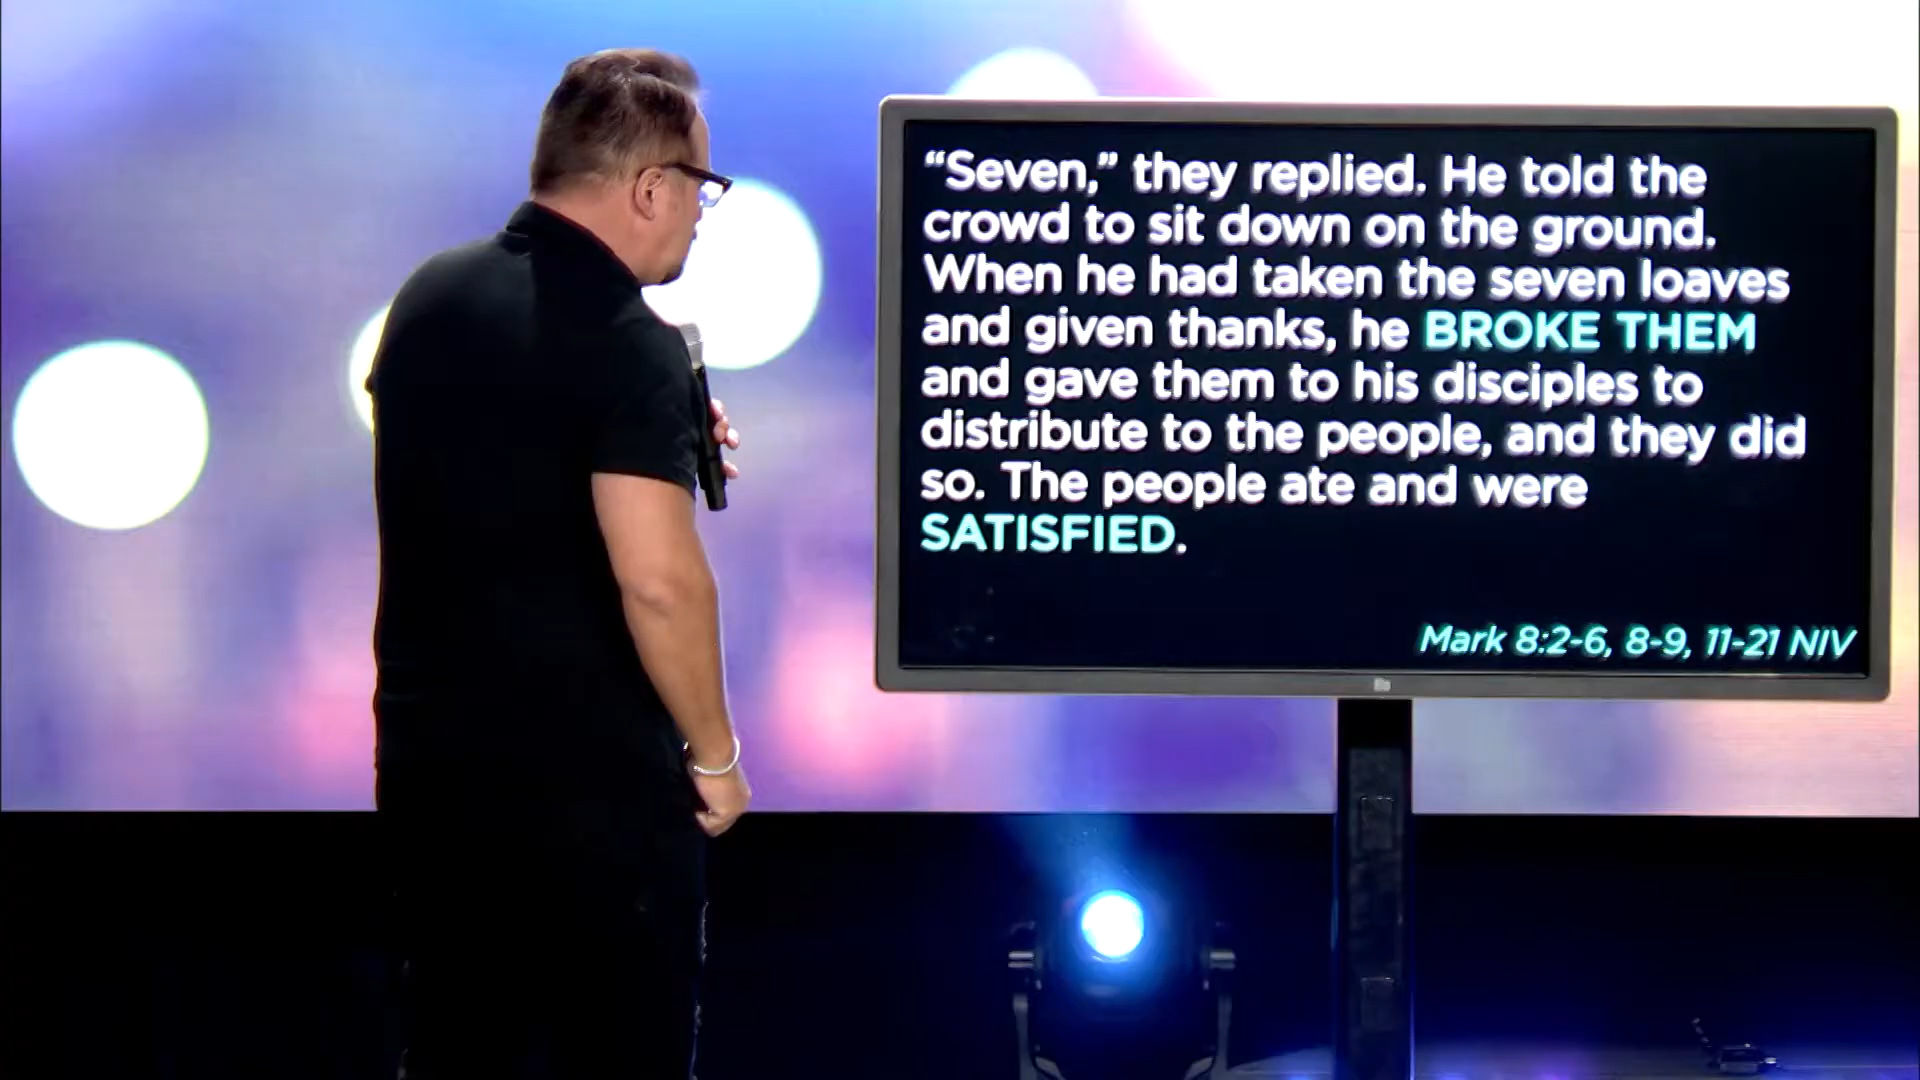 “Seven,” they replied. He told the
crowd to sit down on the ground.
When he had taken the seven loaves
and given thanks, he BROKE THEM
and gave them to his disciples to
distribute to the people, and they did
so. The people ate and were
SATISFIED.
Mark 8:2-6, 8-9, 11-21 NIV